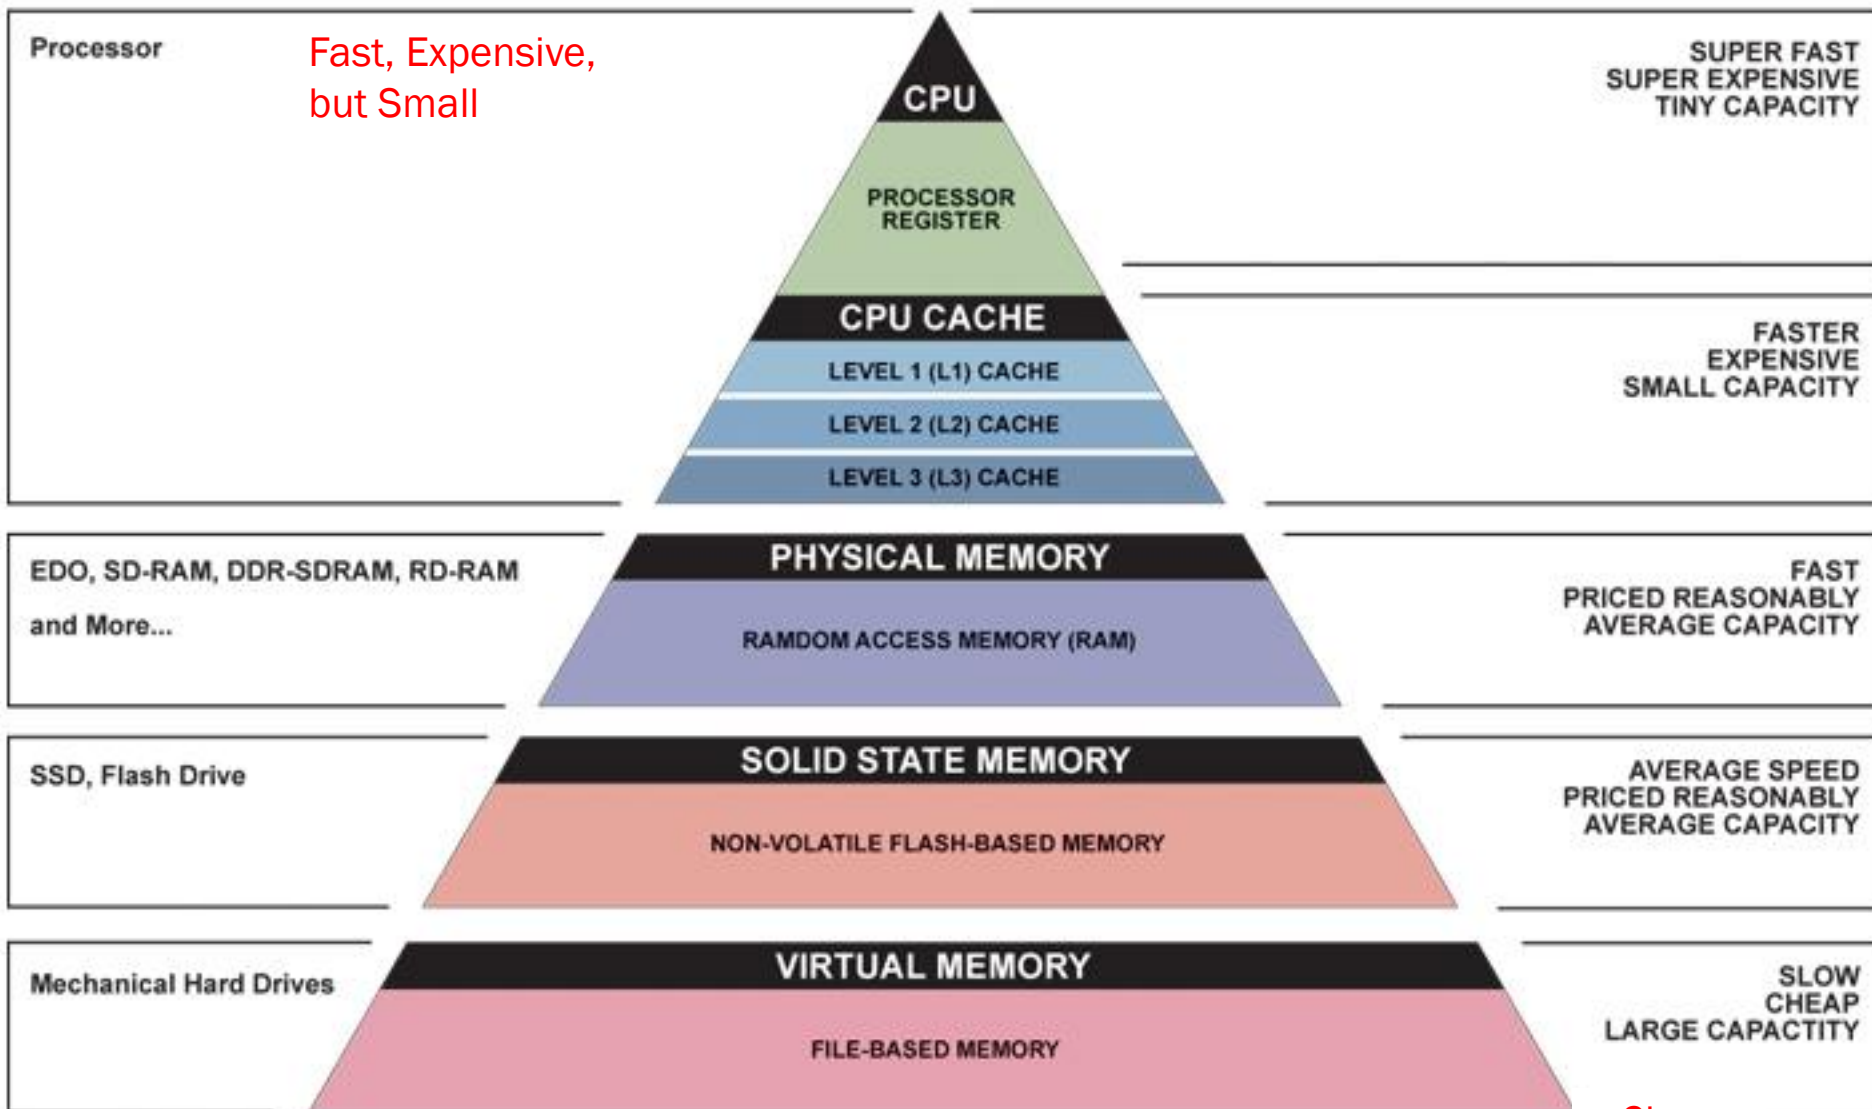 Processor
Fast, Expensive,
but Small
CPU
SUPER FAST
SUPER EXPENSIVE
TINY CAPACITY
PROCESSOR
REGISTER
CPU CACHE
LEVEL 1 (L1) CACHE
LEVEL 2 (L2) CACHE
LEVEL 3 (L3) CACHE
FASTER
EXPENSIVE
SMALL CAPACITY
EDO, SD-RAM, DDR-SDRAM, RD-RAM
and More...
PHYSICAL MEMORY
RAMDOM ACCESS MEMORY (RAM)
FAST
PRICED REASONABLY
AVERAGE CAPACITY
SSD, Flash Drive
SOLID STATE MEMORY
NON-VOLATILE FLASH-BASED MEMORY
AVERAGE SPEED
PRICED REASONABLY
AVERAGE CAPACITY
Mechanical Hard Drives
VIRTUAL MEMORY
FILE-BASED MEMORY
SLOW
CHEAP
LARGE CAPACTITY